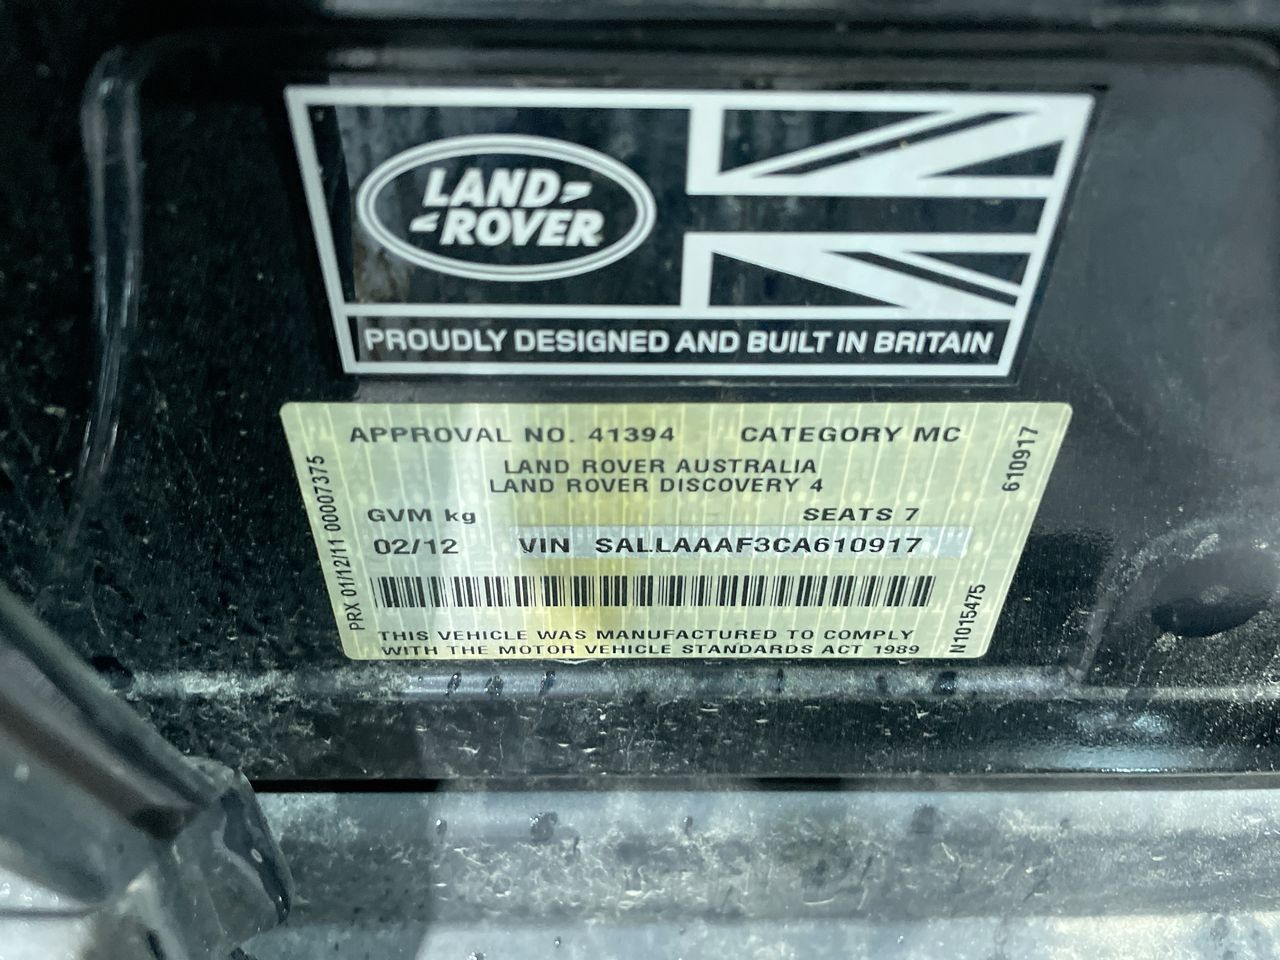 LAND
ROVER
PROUDLY DESIGNED AND BUILT IN BRITAIN
APPROVAL NO. 41394 CATEGORY MC
LAND ROVER AUSTRALIA
LAND ROVER DISCOVERY 4
GVM kg SEATS 7
02/12 VIN SALLAAAF3CA610917
THIS VEHICLE WAS MANUFACTURED TO COMPLY
WITH THE MOTOR VEHICLE STANDARDS ACT 1989
PRX 01/12/11 00007375
610917
N1015475